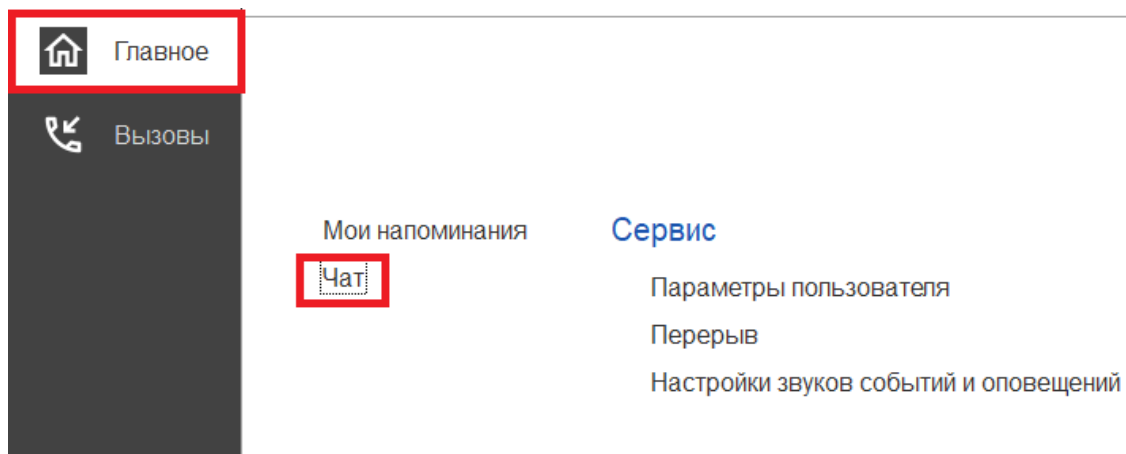 Главное
Вызовы
Мои напоминания
Чат
Сервис
Параметры пользователя
Перерыв
Настройки звуков событий и оповещений